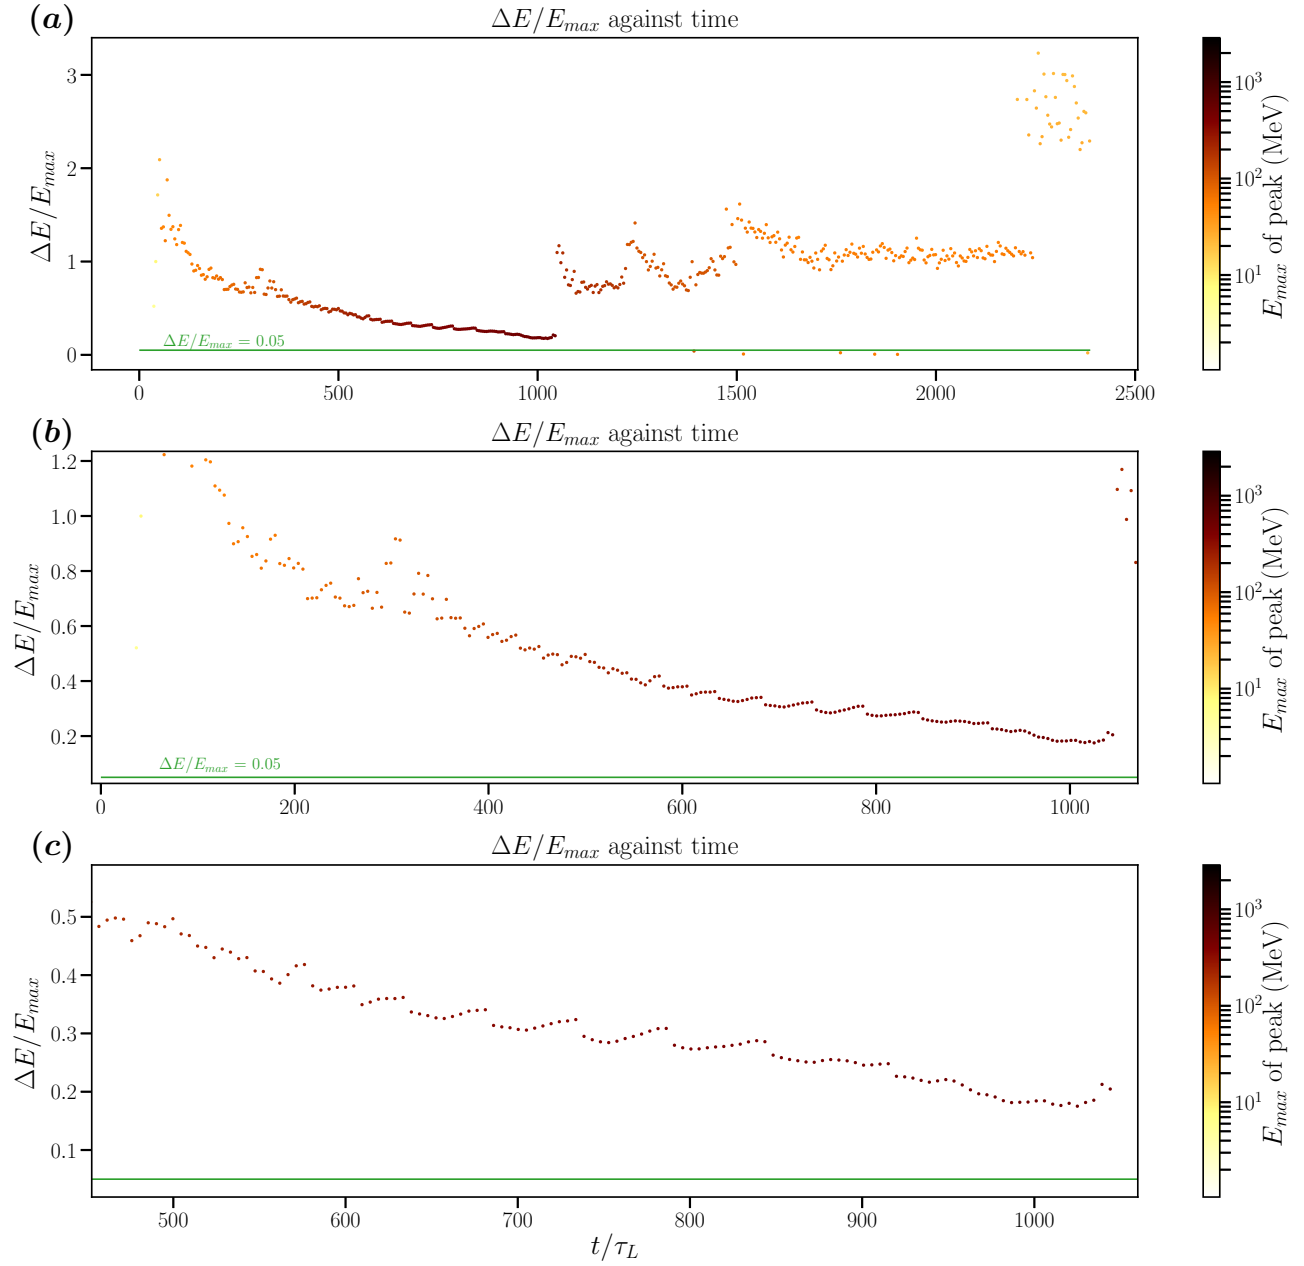 (a)
ΔE/E_max against time
ΔE/E_max
3
2
1
0
ΔE/E_max = 0.05
0 500 1000 1500 2000 2500
10^3
10^2
10^1
E_max of peak (MeV)
(b)
ΔE/E_max against time
ΔE/E_max
1.2
1.0
0.8
0.6
0.4
0.2
ΔE/E_max = 0.05
0 200 400 600 800 1000
10^3
10^2
10^1
E_max of peak (MeV)
(c)
ΔE/E_max against time
ΔE/E_max
0.5
0.4
0.3
0.2
0.1
500 600 700 800 900 1000
t/τ_L
10^3
10^2
10^1
E_max of peak (MeV)